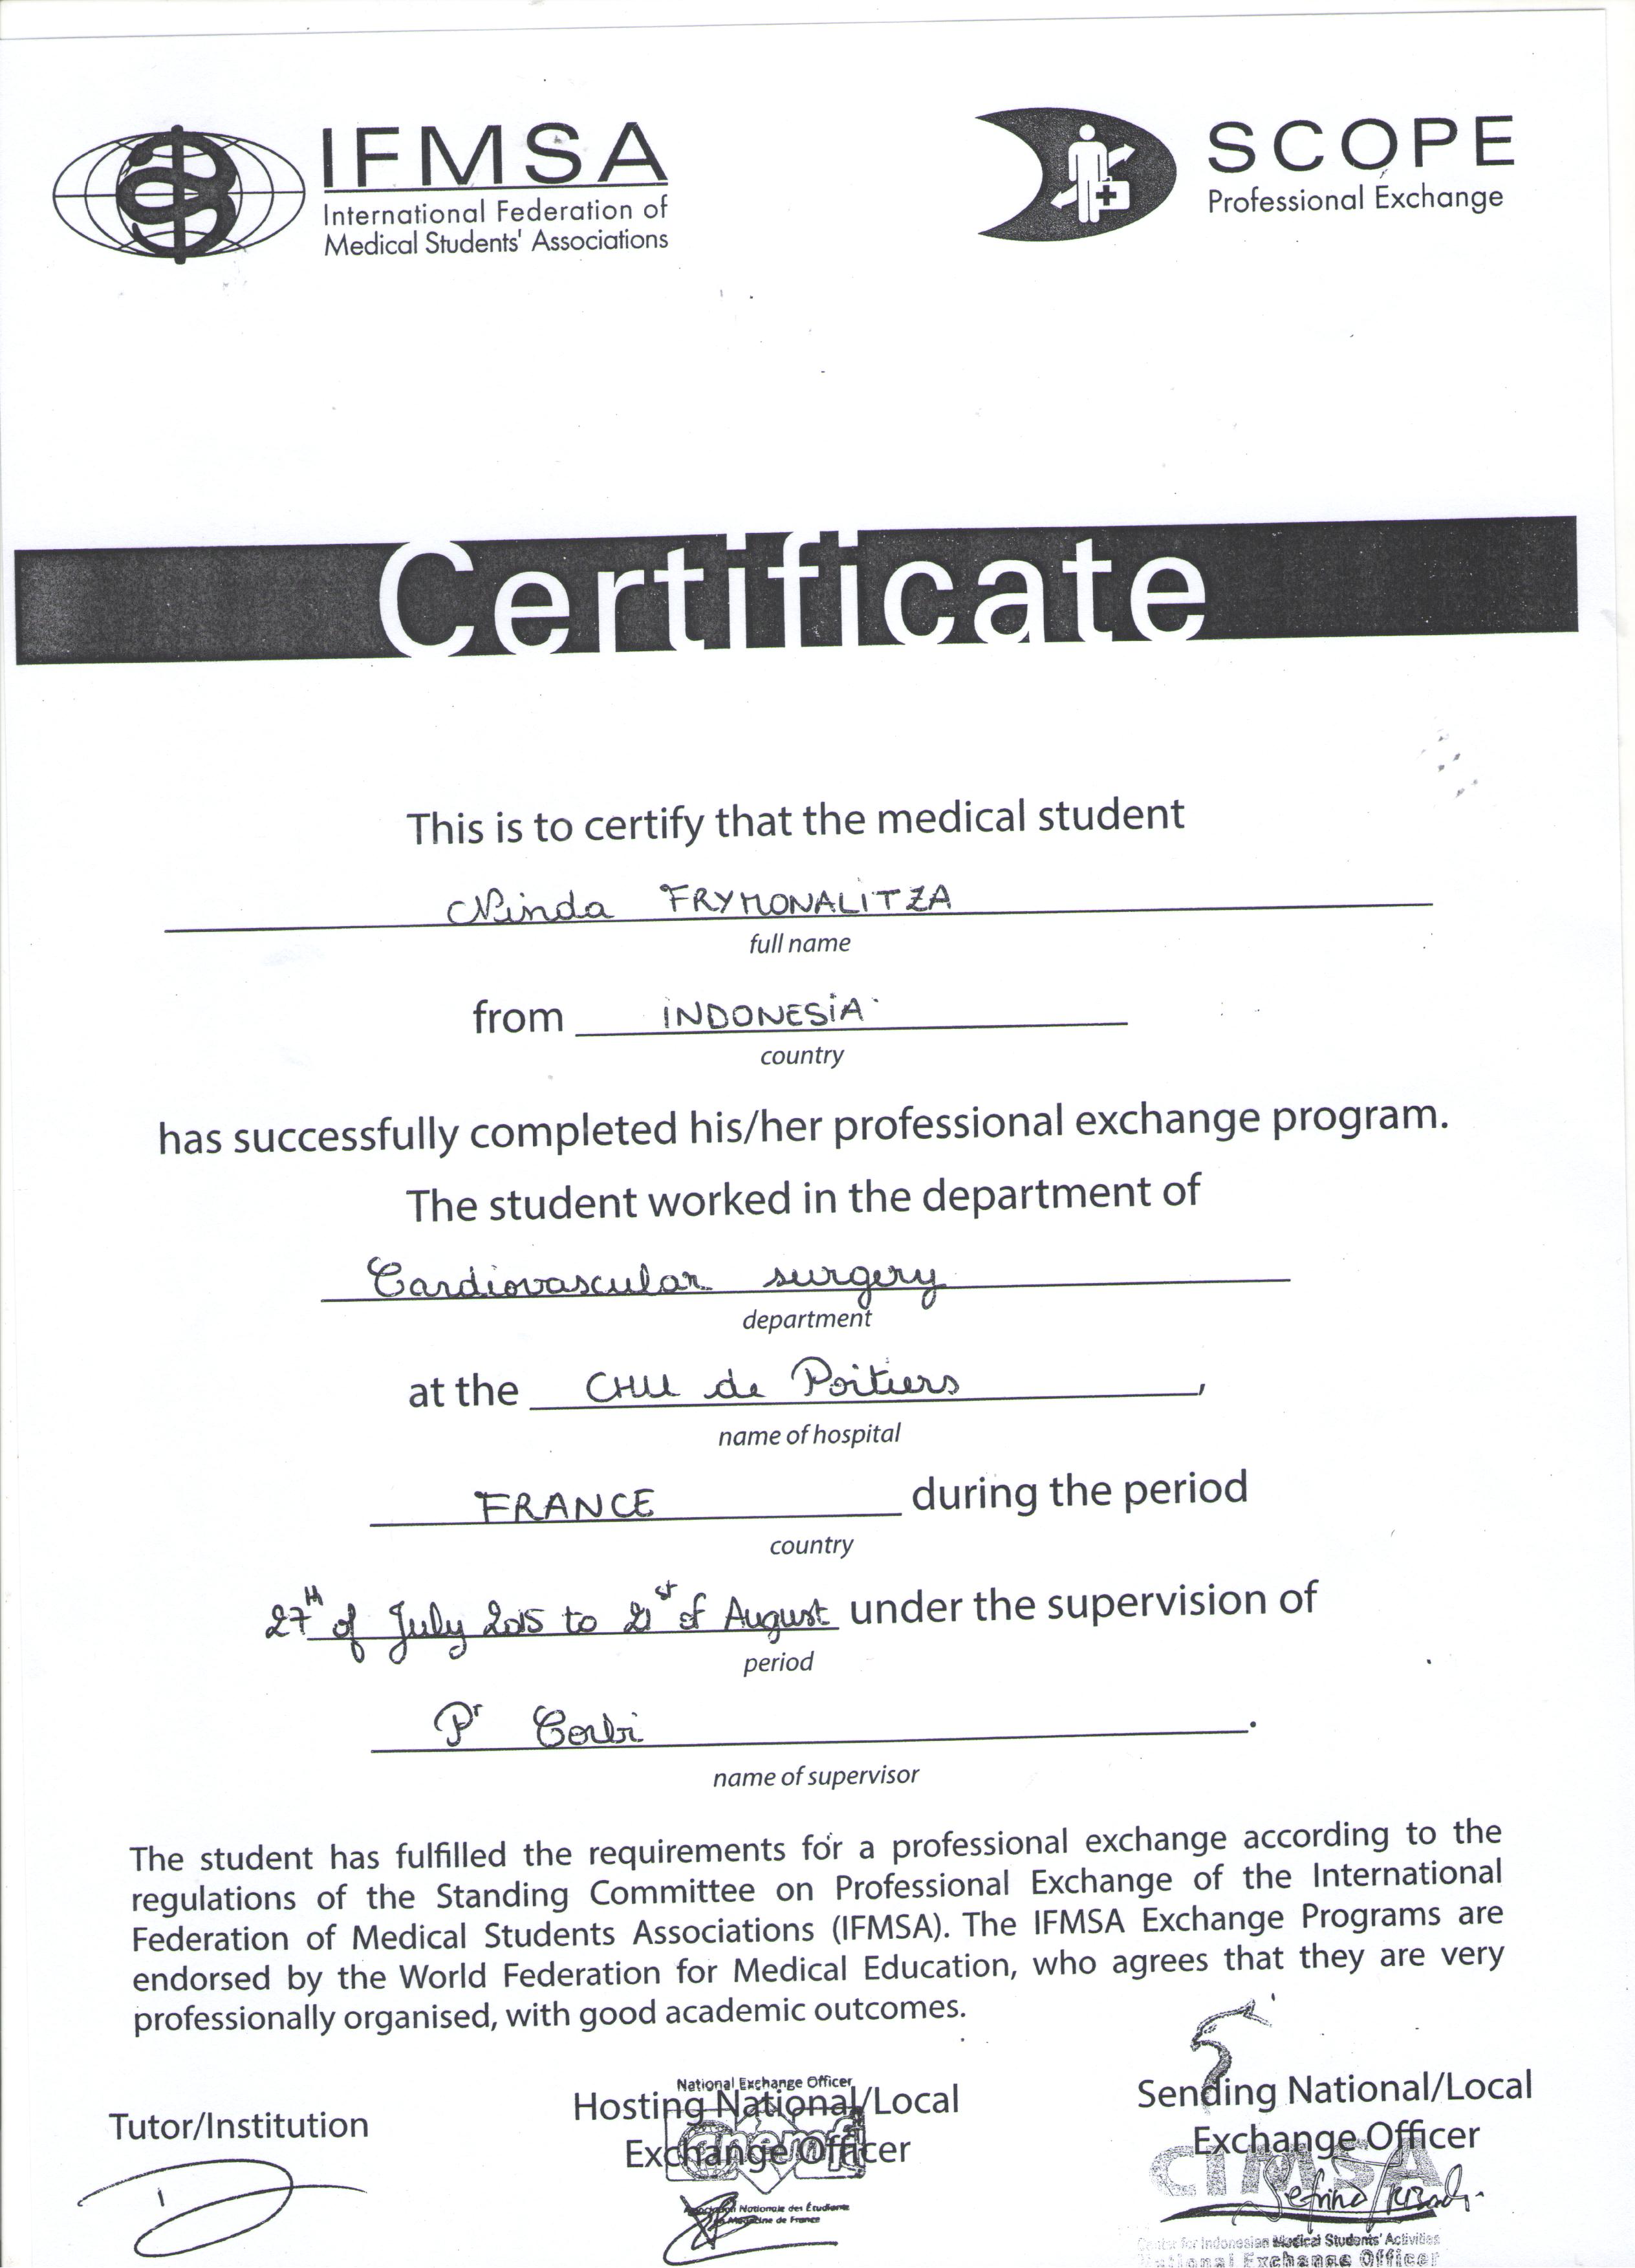 IFMSA
International Federation of
Medical Students' Associations
SCOPE
Professional Exchange
Certificate
This is to certify that the medical student
Ninda FRYMONALITZA
full name
from INDONESIA
country
has successfully completed his/her professional exchange program.
The student worked in the department of
Cardiovascular surgery
department
at the CHU de Poitiers,
name of hospital
FRANCE during the period
country
27th of July 2015 to 21st of August under the supervision of
period
Pr Corbi.
name of supervisor
The student has fulfilled the requirements for a professional exchange according to the
regulations of the Standing Committee on Professional Exchange of the International
Federation of Medical Students Associations (IFMSA). The IFMSA Exchange Programs are
endorsed by the World Federation for Medical Education, who agrees that they are very
professionally organised, with good academic outcomes.
Tutor/Institution
National Exchange Officer
Hosting National/Local
Exchange Officer
anemf
Association Nationale des Étudiants
Médecine de France
Sending National/Local
Exchange Officer
CIMSA
Center for Indonesian Medical Students' Activities
National Exchange Officer